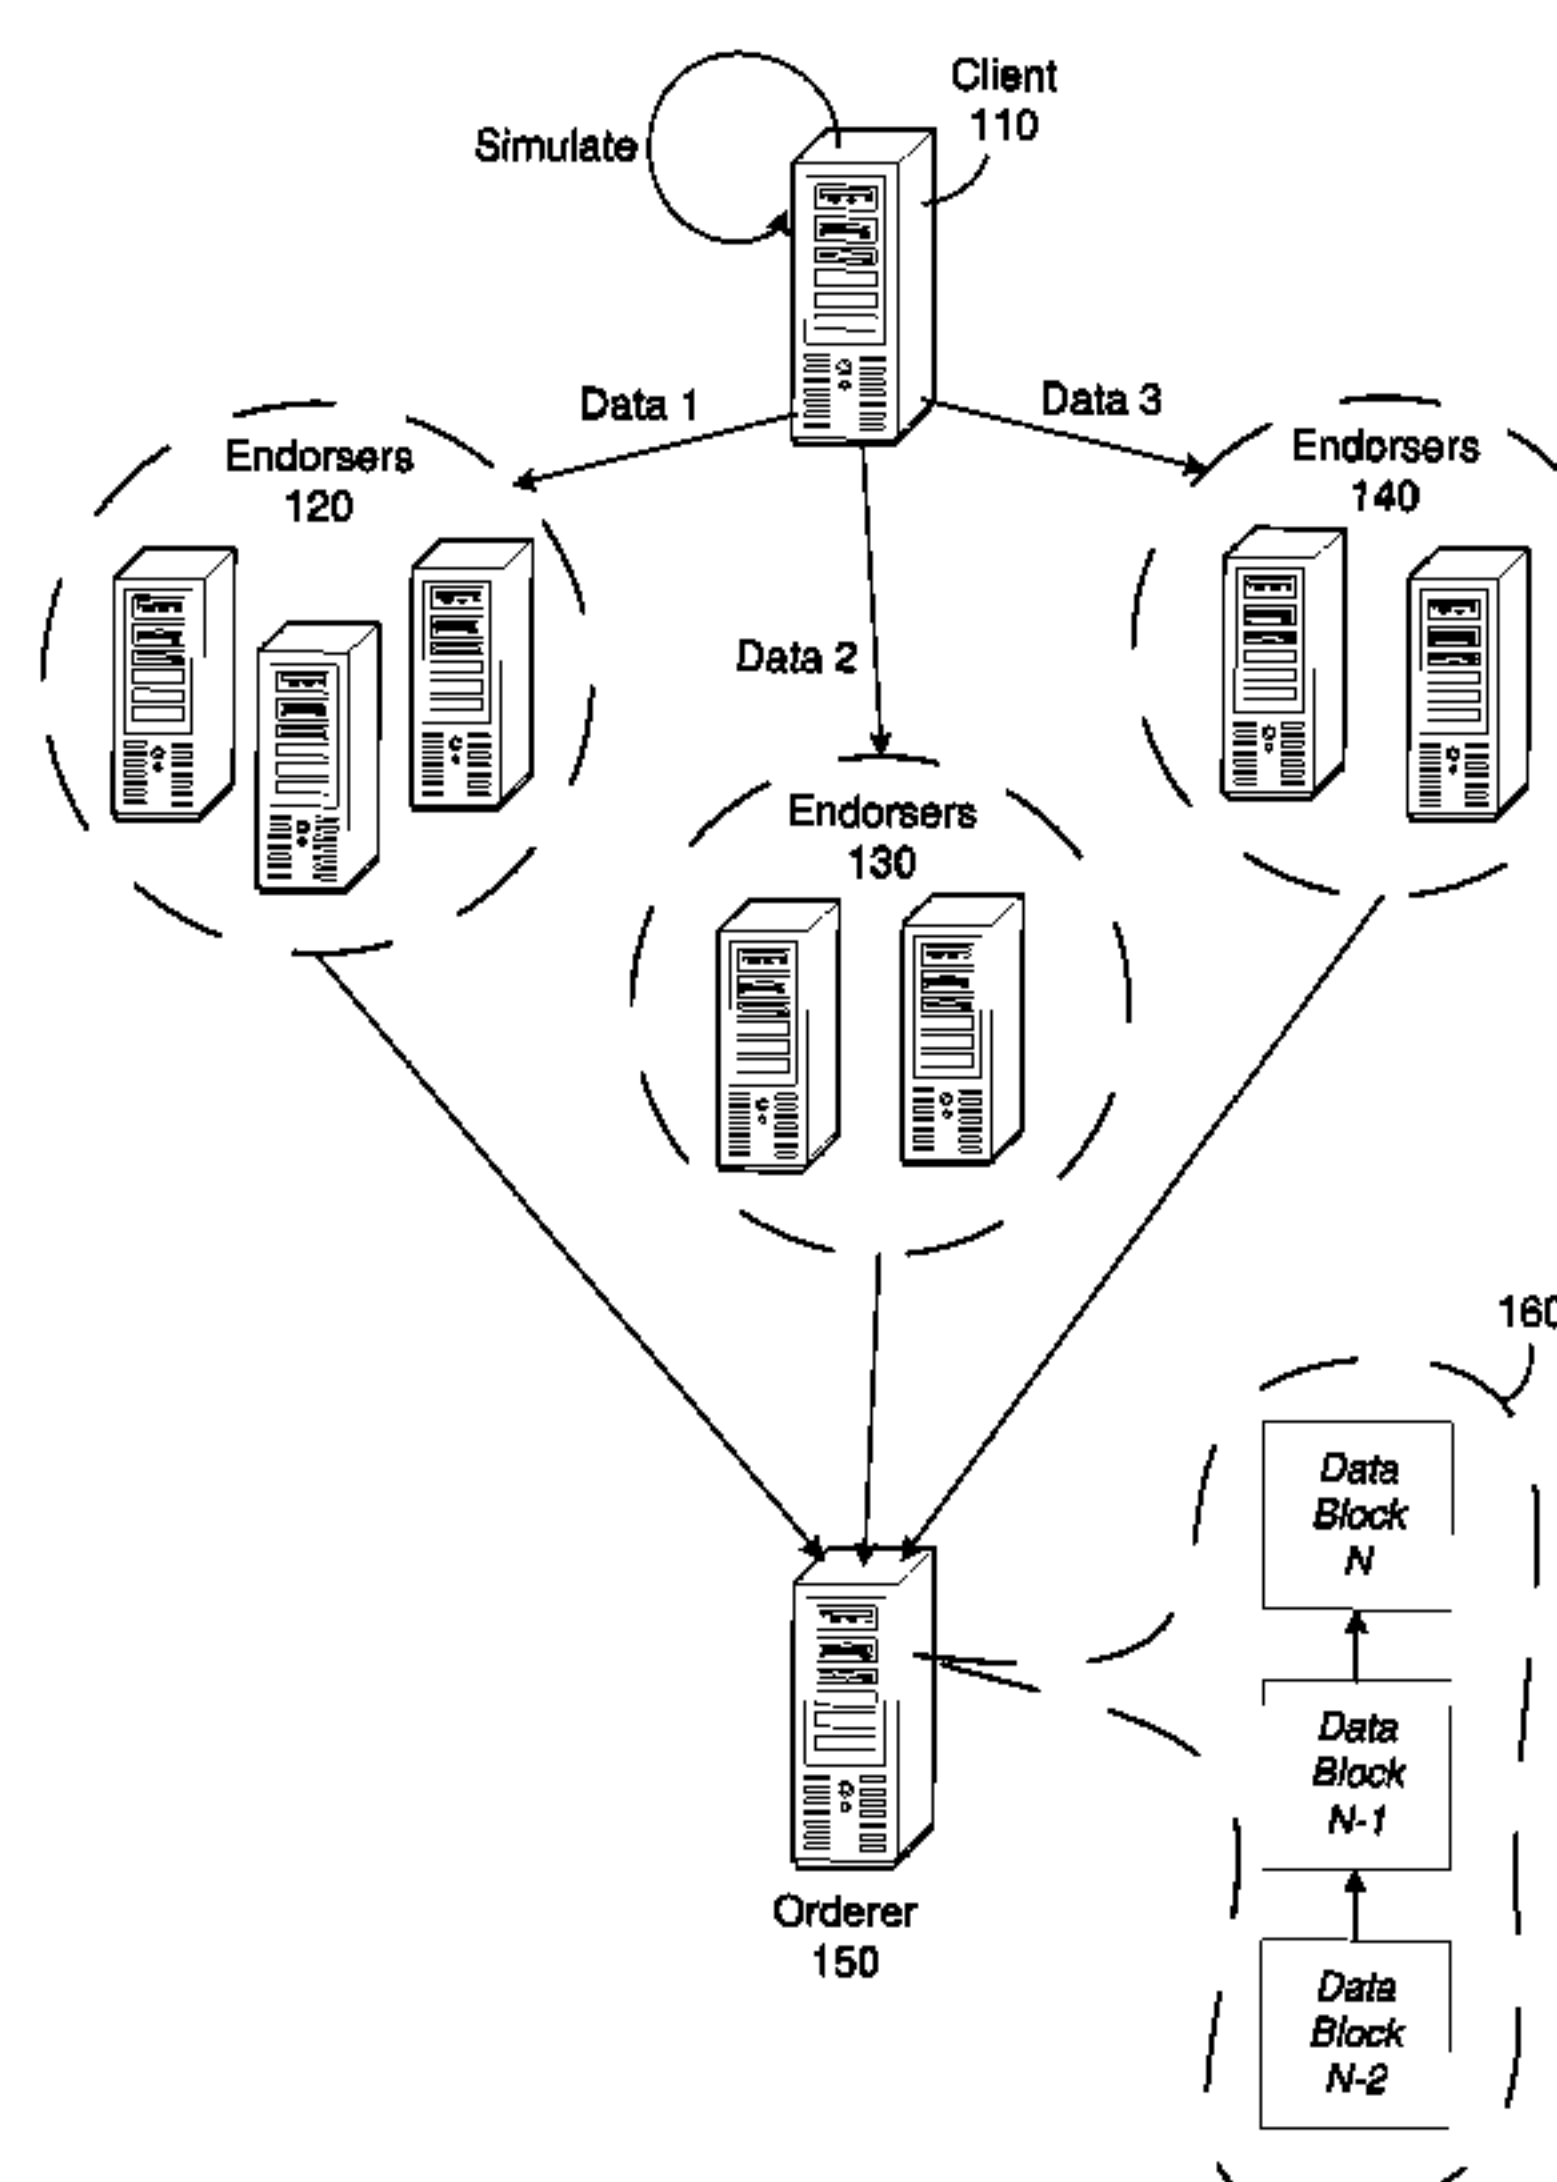 Client
110
Simulate
Data 1
Data 3
Endorsers
120
Endorsers
140
Data 2
Endorsers
130
160
Data
Block
N
Data
Block
N-1
Orderer
150
Data
Block
N-2